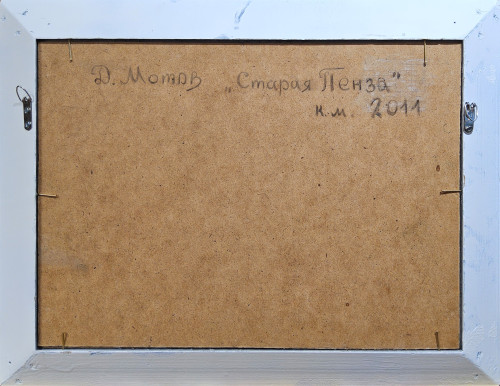 Д. Мотов „Старая Пенза"
к.м. 2011